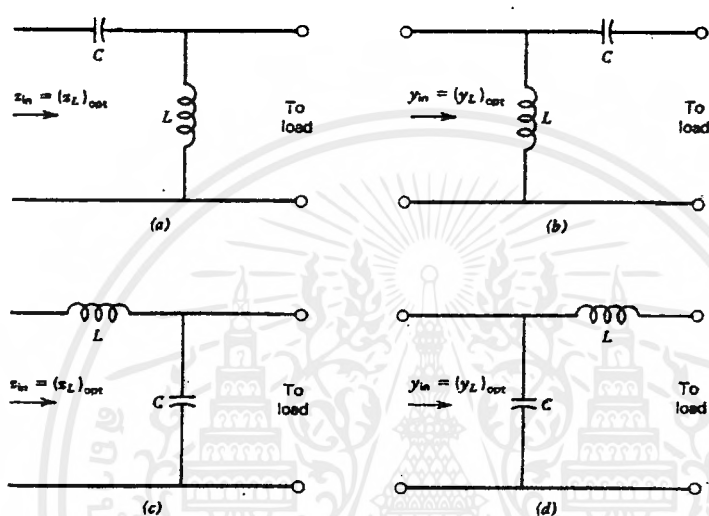 C
z_in = (z_L)_opt
L
To
load
(a)
C
y_in = (y_L)_opt
L
To
load
(b)
L
z_in = (z_L)_opt
C
To
load
(c)
L
y_in = (y_L)_opt
C
To
load
(d)